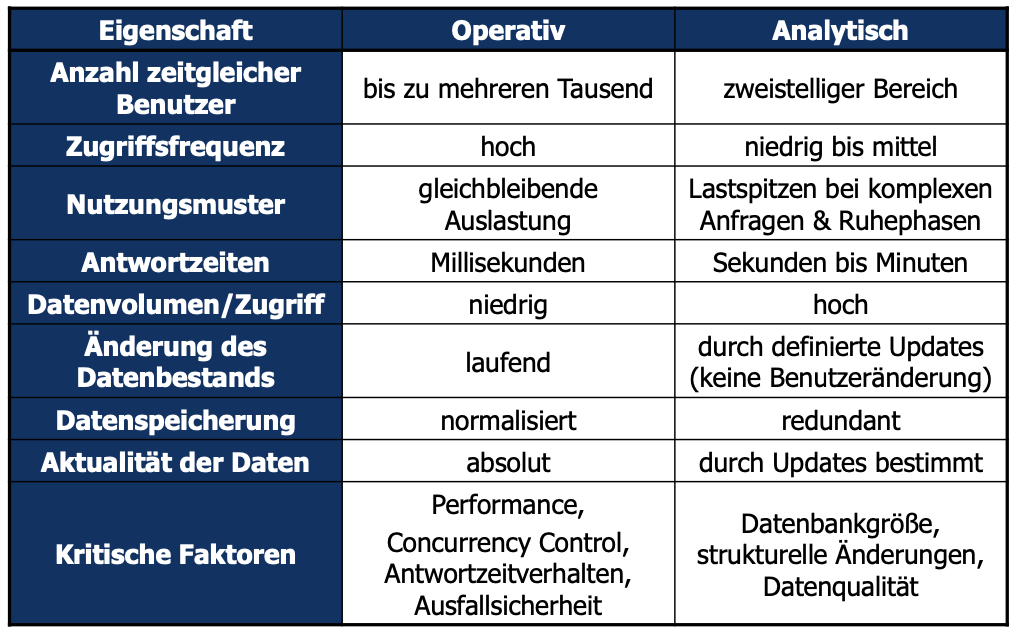 Eigenschaft
Operativ
Analytisch
Anzahl zeitgleicher
Benutzer
bis zu mehreren Tausend
zweistelliger Bereich
Zugriffsfrequenz
hoch
niedrig bis mittel
Nutzungsmuster
gleichbleibende
Auslastung
Lastspitzen bei komplexen
Anfragen & Ruhephasen
Antwortzeiten
Millisekunden
Sekunden bis Minuten
Datenvolumen/Zugriff
niedrig
hoch
Änderung des
Datenbestands
laufend
durch definierte Updates
(keine Benutzeränderung)
Datenspeicherung
normalisiert
redundant
Aktualität der Daten
absolut
durch Updates bestimmt
Kritische Faktoren
Performance,
Concurrency Control,
Antwortzeitverhalten,
Ausfallsicherheit
Datenbankgröße,
strukturelle Änderungen,
Datenqualität